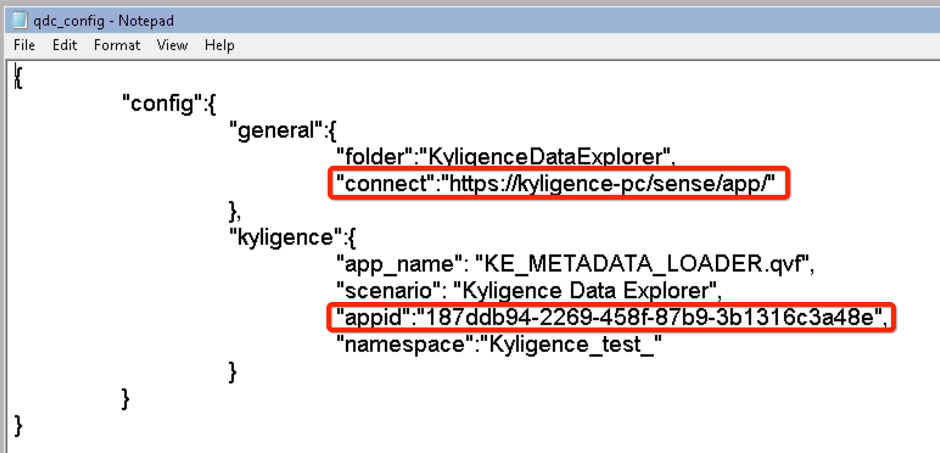 qdc_config - Notepad
File Edit Format View Help
{
"config":{
"general":{
"folder":"KyligenceDataExplorer",
"connect":"https://kyligence-pc/sense/app/"
},
"kyligence":{
"app_name": "KE_METADATA_LOADER.qvf",
"scenario": "Kyligence Data Explorer",
"appid":"187ddb94-2269-458f-87b9-3b1316c3a48e",
"namespace":"Kyligence_test_"
}
}
}